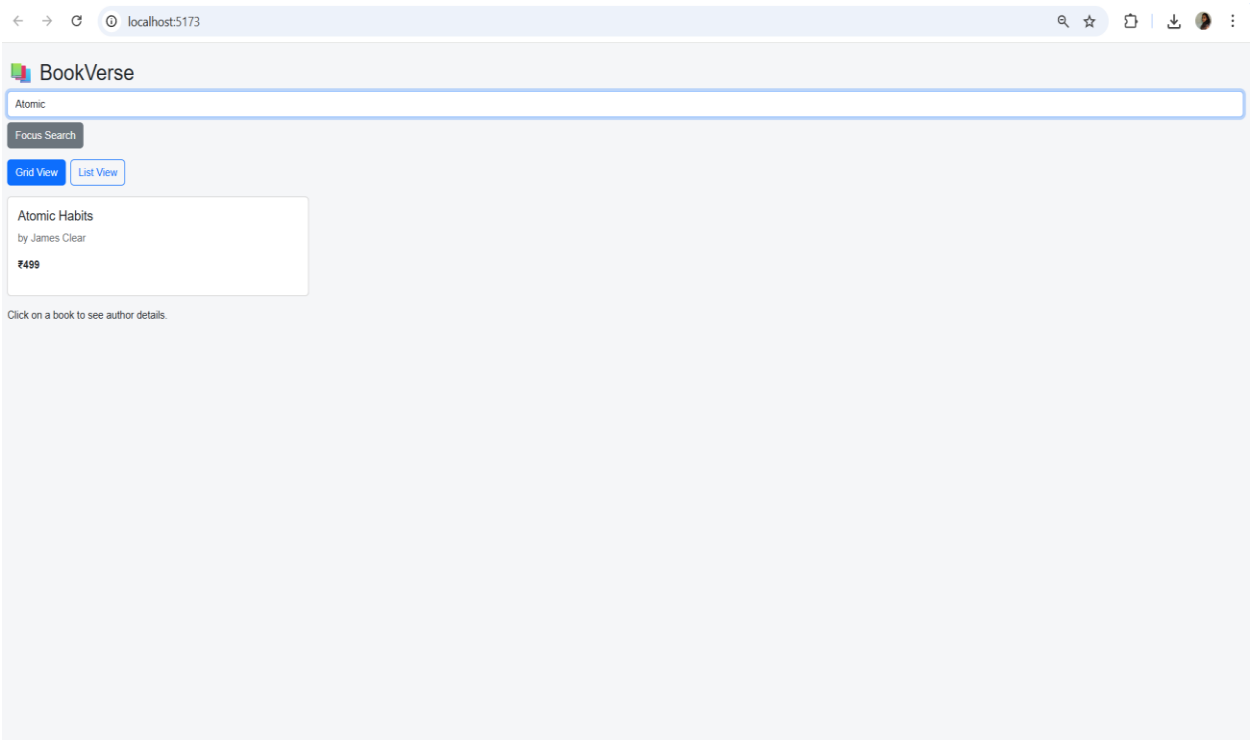 localhost:5173
BookVerse
Atomic
Focus Search
Grid View List View
Atomic Habits
by James Clear
₹499
Click on a book to see author details.